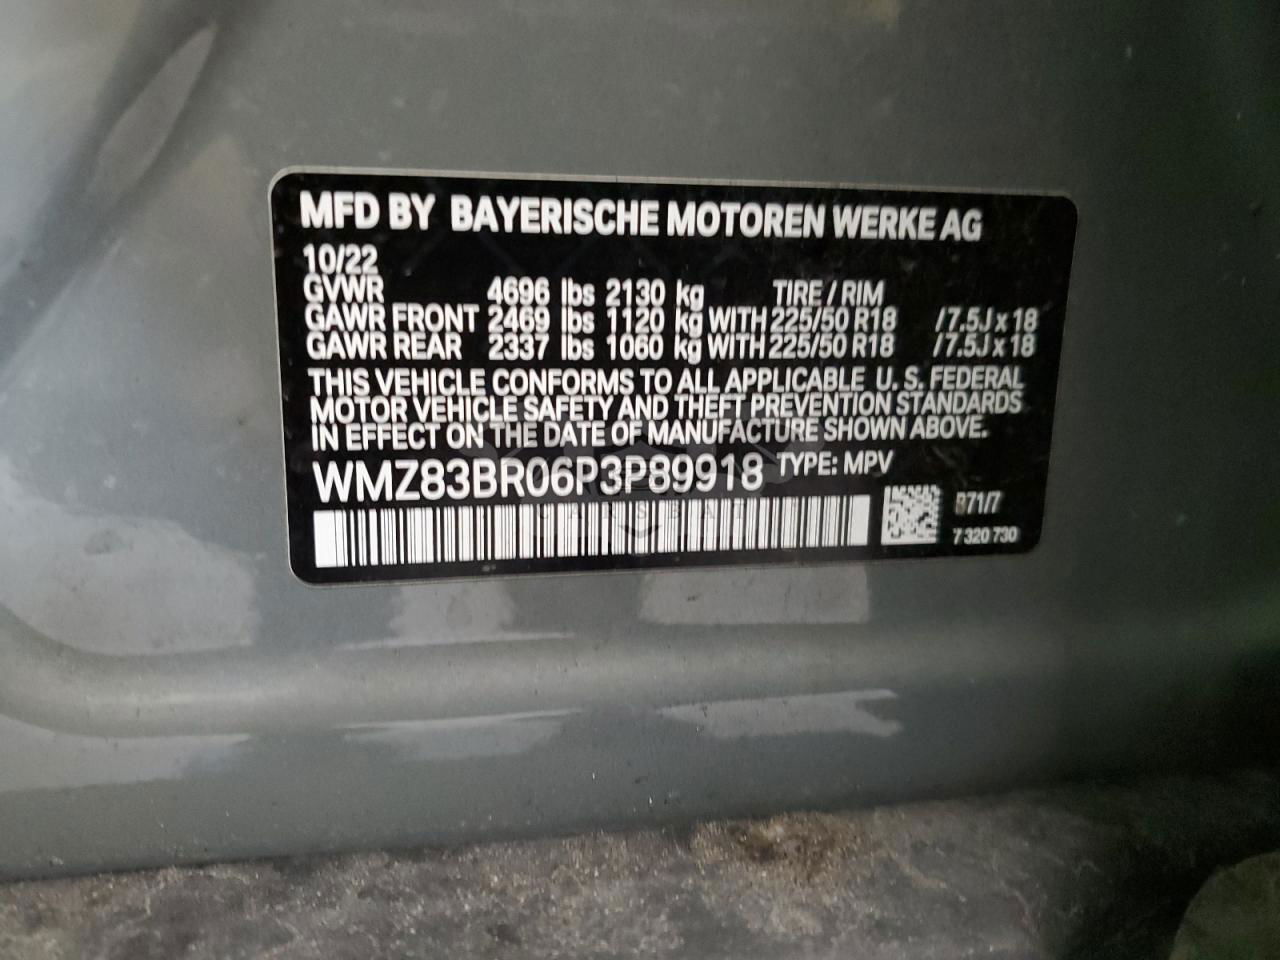 MFD BY BAYERISCHE MOTOREN WERKE AG
10/22
GVWR 4696 lbs 2130 kg TIRE / RIM
GAWR FRONT 2469 lbs 1120 kg WITH 225/50 R18 /7.5J x 18
GAWR REAR 2337 lbs 1060 kg WITH 225/50 R18 /7.5J x 18
THIS VEHICLE CONFORMS TO ALL APPLICABLE U. S. FEDERAL
MOTOR VEHICLE SAFETY AND THEFT PREVENTION STANDARDS
IN EFFECT ON THE DATE OF MANUFACTURE SHOWN ABOVE.
WMZ83BR06P3P89918 TYPE: MPV
7 320 730